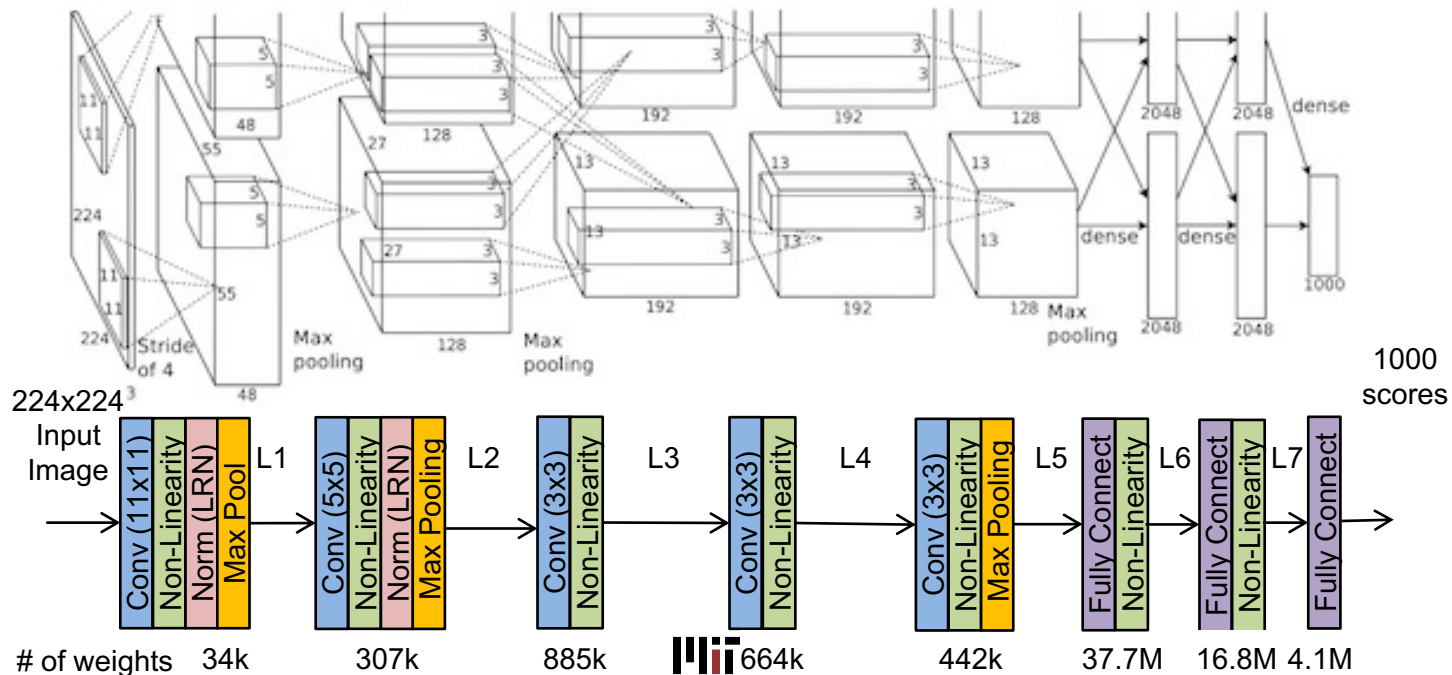 11
11
5
5
48
55
3
3
3
3
128
27
3
3
192
3
3
192
128
2048
2048
dense
224
11
11
224
3
Stride
of 4
5
5
55
48
Max
pooling
3
3
27
3
3
128
Max
pooling
13
3
3
13
192
13
3
3
13
192
13
13
128
Max
pooling
dense
dense
2048
2048
1000
1000
scores
224x224
Input
Image
Conv (11x11)
Non-Linearity
Norm (LRN)
Max Pool
L1
Conv (5x5)
Non-Linearity
Norm (LRN)
Max Pooling
L2
Conv (3x3)
Non-Linearity
L3
Conv (3x3)
Non-Linearity
L4
Conv (3x3)
Non-Linearity
Max Pooling
L5
Fully Connect
Non-Linearity
L6
Fully Connect
Non-Linearity
L7
Fully Connect
# of weights 34k 307k 885k 664k 442k 37.7M 16.8M 4.1M